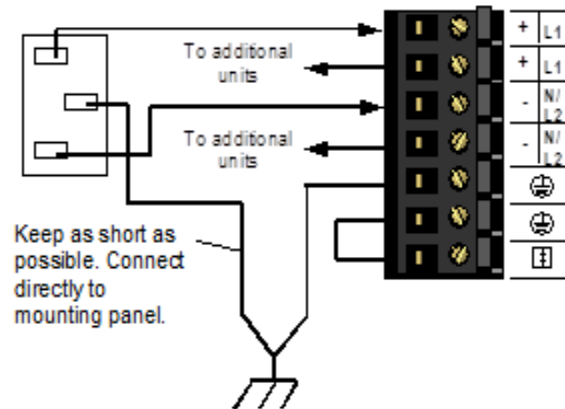 To additional
units
To additional
units
Keep as short as
possible. Connect
directly to
mounting panel.
+ L1
+ L1
- N/
L2
- N/
L2